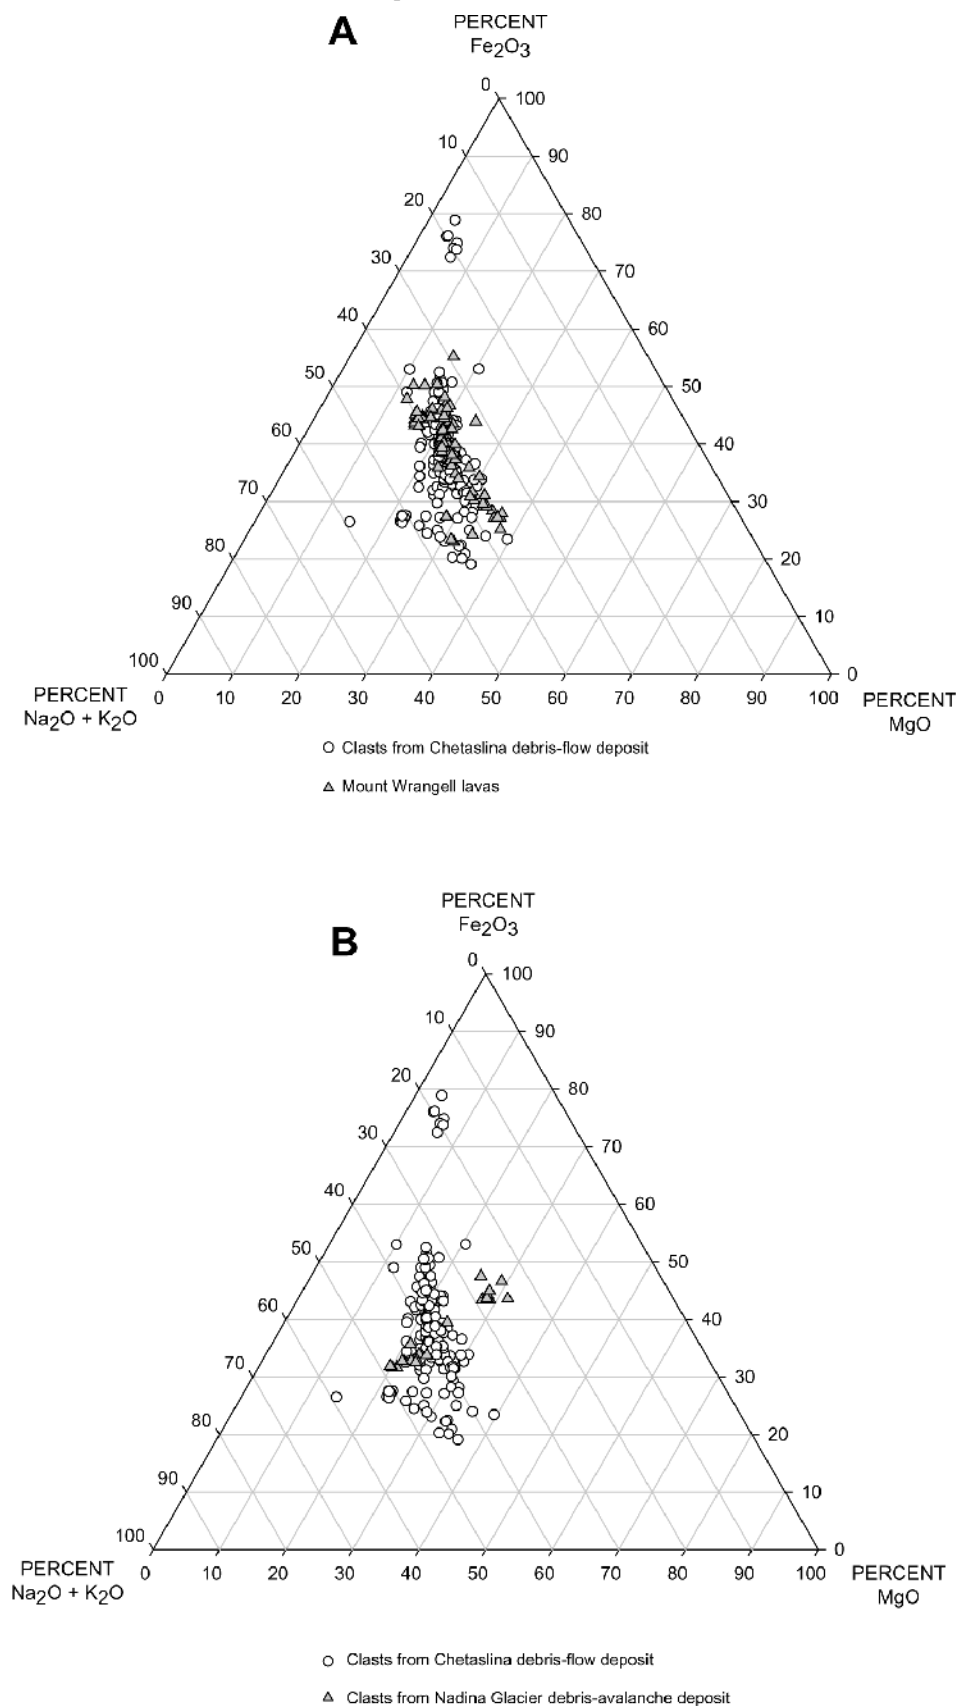 A
PERCENT
Fe2O3
0 100
10 90
20 80
30 70
40 60
50 50
60 40
70 30
80 20
90 10
100 0
PERCENT
Na2O + K2O
0 10 20 30 40 50 60 70 80 90 100
PERCENT
MgO
Clasts from Chetaslina debris-flow deposit
Mount Wrangell lavas
B
PERCENT
Fe2O3
0 100
10 90
20 80
30 70
40 60
50 50
60 40
70 30
80 20
90 10
100 0
PERCENT
Na2O + K2O
0 10 20 30 40 50 60 70 80 90 100
PERCENT
MgO
Clasts from Chetaslina debris-flow deposit
Clasts from Nadina Glacier debris-avalanche deposit